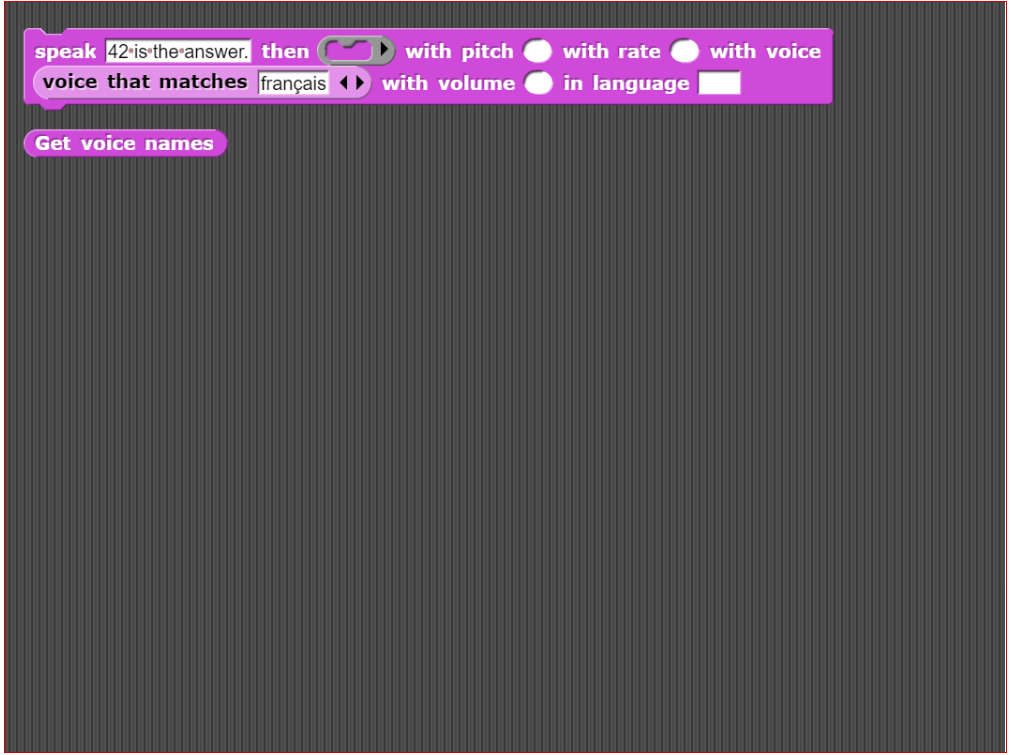 speak 42 is the answer. then with pitch with rate with voice
voice that matches français with volume in language
Get voice names